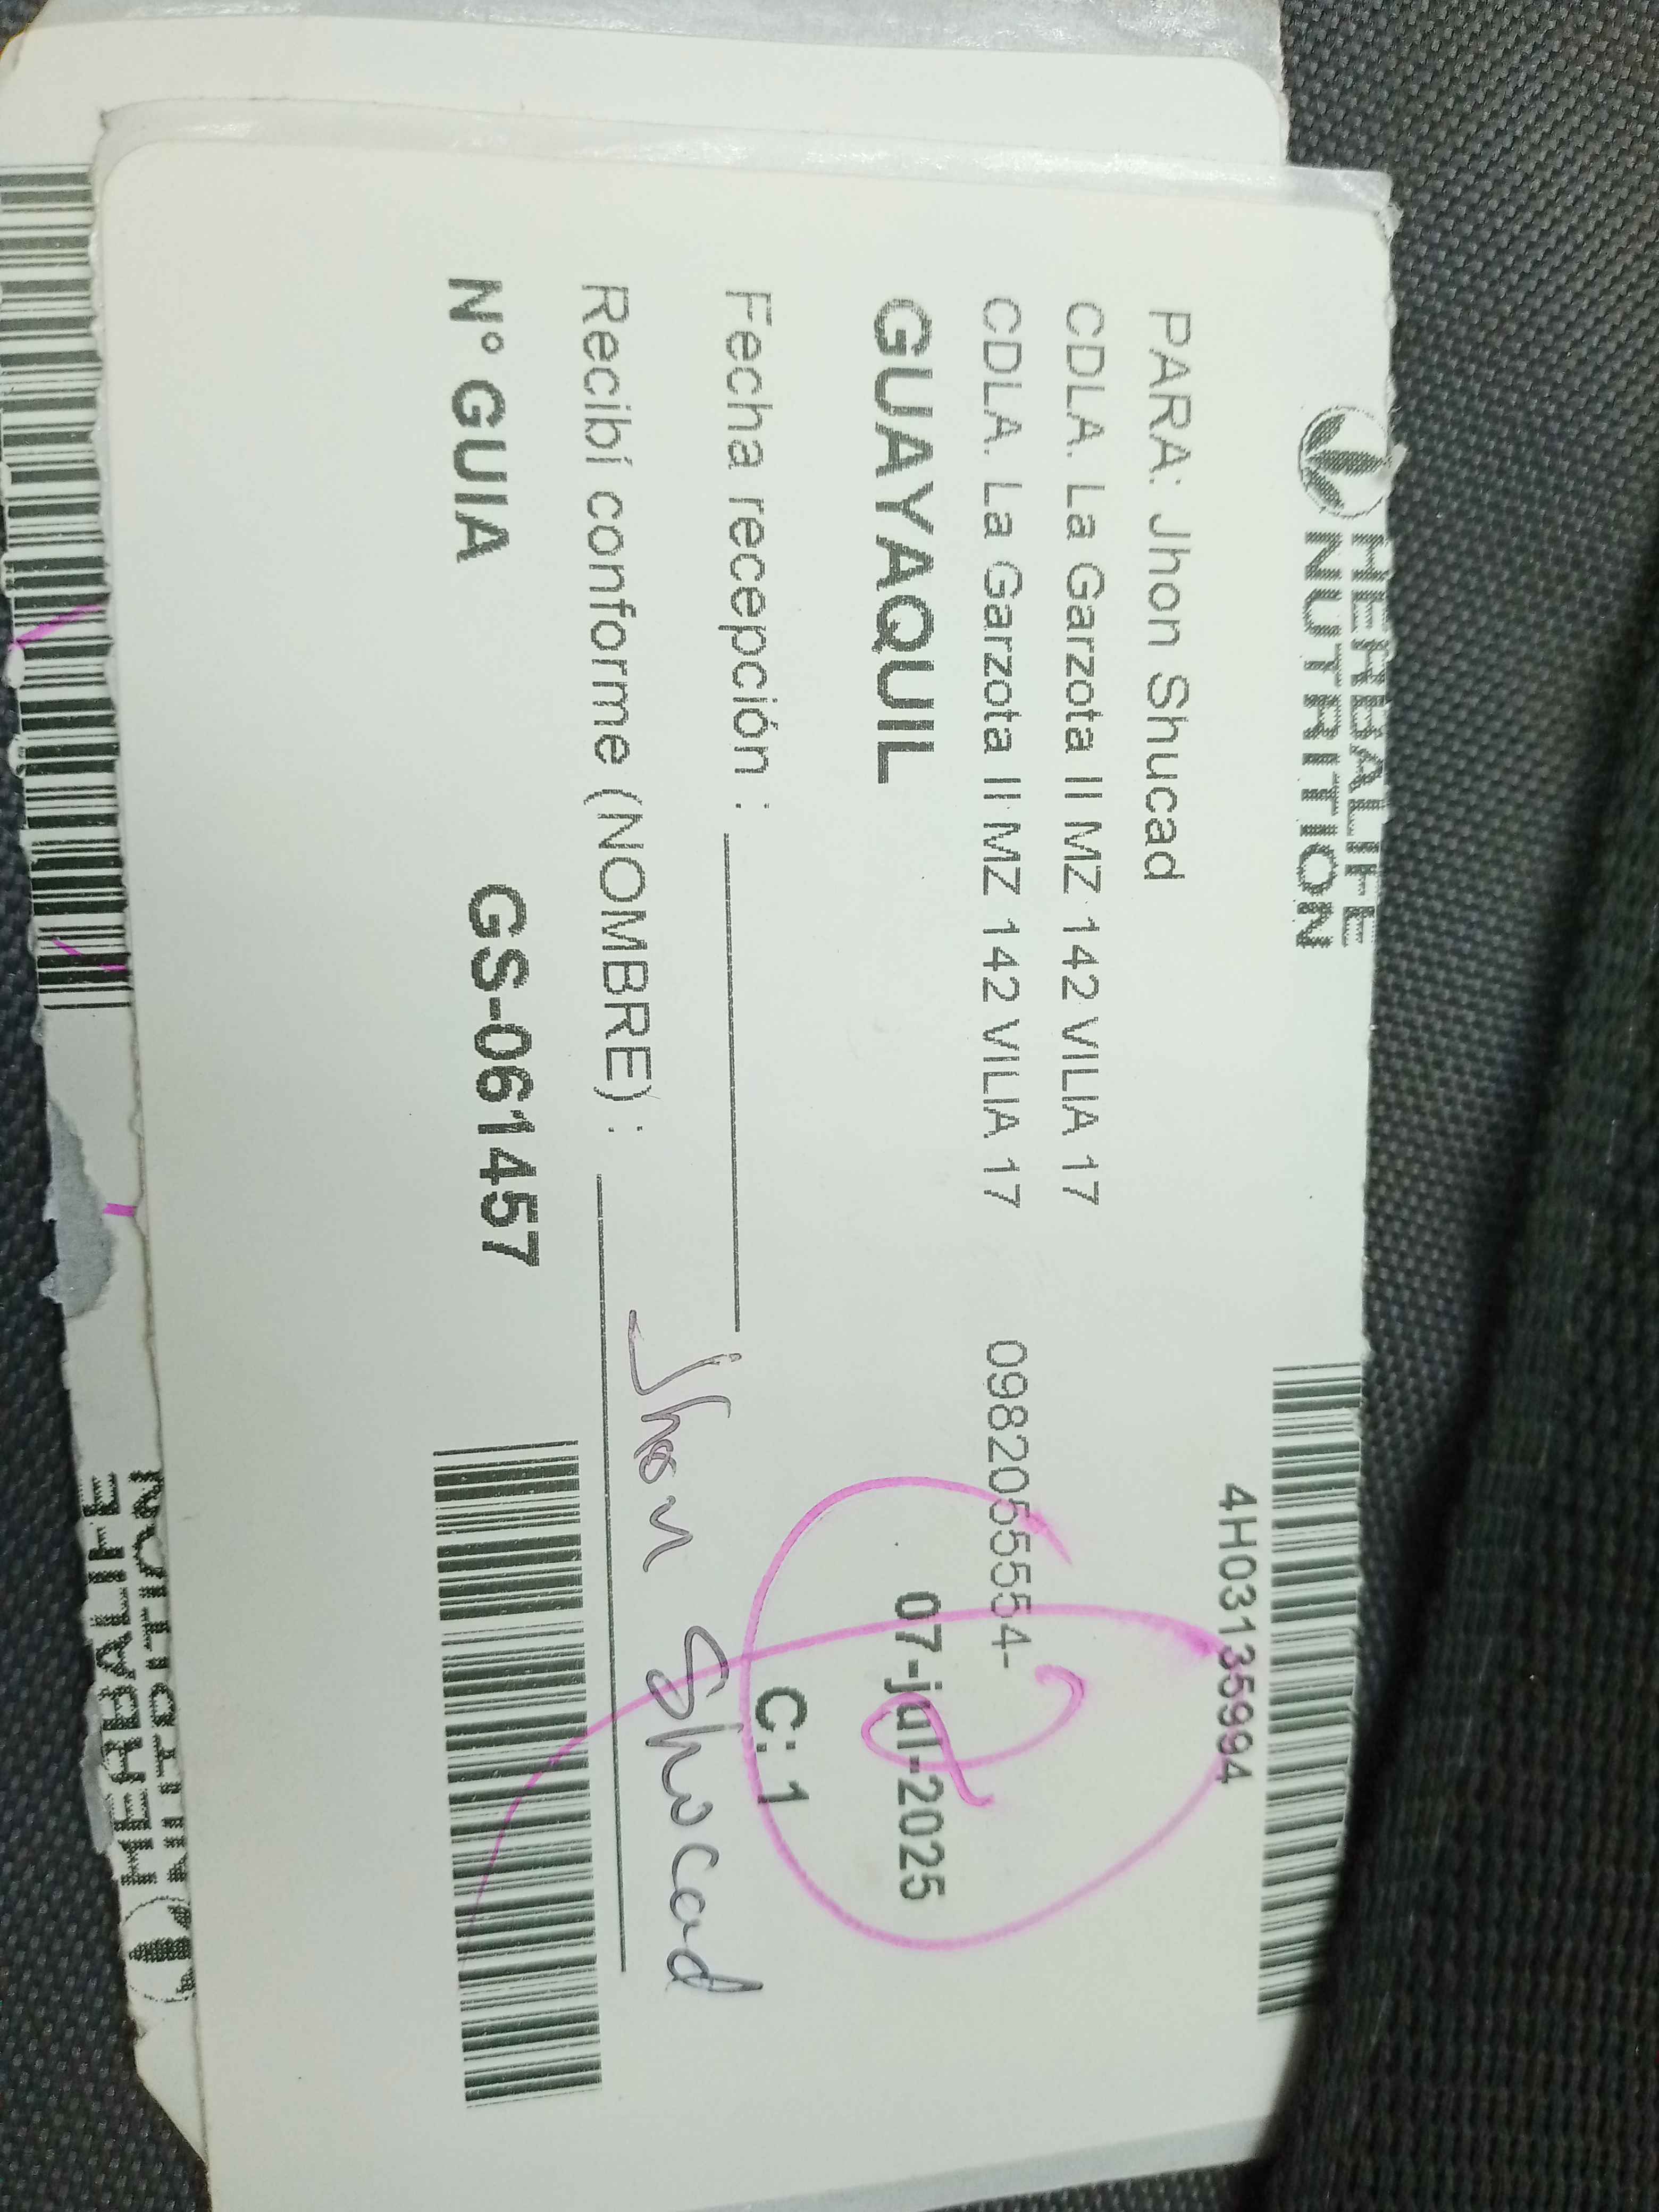 HERBALIFE
NUTRITION
4H03135994
PARA: Jhon Shucad
CDLA. La Garzota II MZ 142 VILIA 17
CDLA. La Garzota II MZ 142 VILIA 17 0982055554-
GUAYAQUIL 07-jul-2025
Fecha recepción : C: 1
Recibí conforme (NOMBRE) : Jhon Shucad
N° GUIA GS-061457
HERBALIFE
NUTRITION